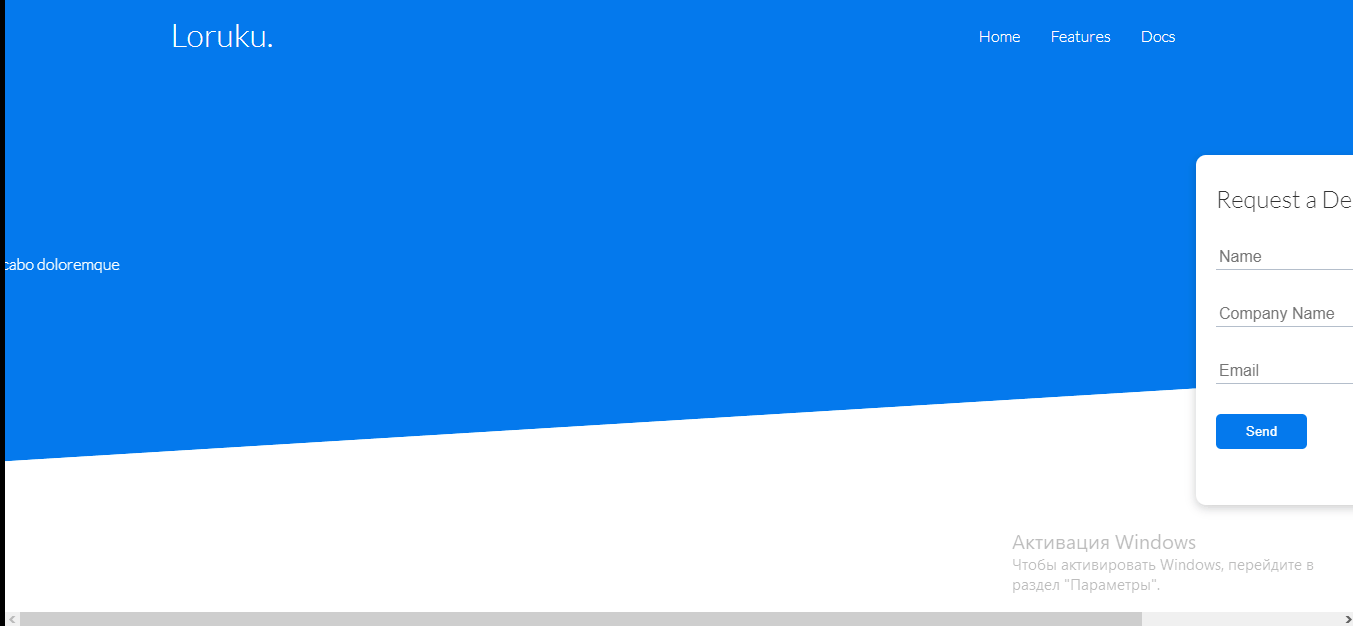 Loruku.
Home Features Docs
Request a De
Name
cabo doloremque
Company Name
Email
Send
Активация Windows
Чтобы активировать Windows, перейдите в
раздел "Параметры".